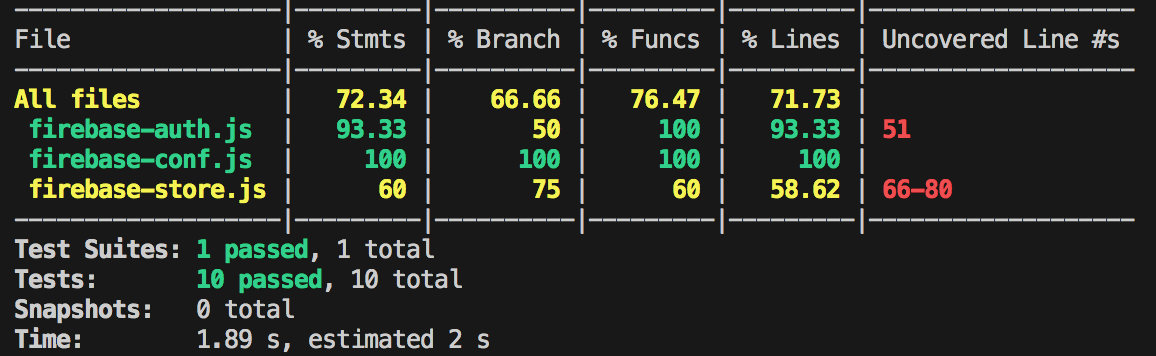 File | % Stmts | % Branch | % Funcs | % Lines | Uncovered Line #s
All files | 72.34 | 66.66 | 76.47 | 71.73 |
firebase-auth.js | 93.33 | 50 | 100 | 93.33 | 51
firebase-conf.js | 100 | 100 | 100 | 100 |
firebase-store.js | 60 | 75 | 60 | 58.62 | 66-80
Test Suites: 1 passed, 1 total
Tests: 10 passed, 10 total
Snapshots: 0 total
Time: 1.89 s, estimated 2 s